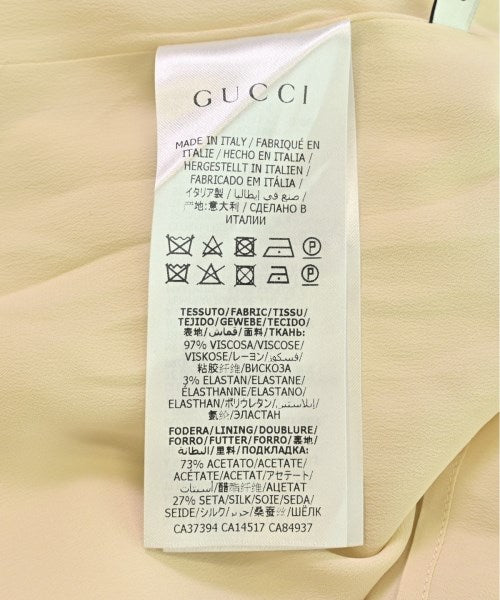 GUCCI
MADE IN ITALY / FABRIQUÉ EN
ITALIE / HECHO EN ITALIA /
HERGESTELLT IN ITALIEN /
FABRICADO EM ITÁLIA /
イタリア製 / صنع في إيطاليا /
产地:意大利 / СДЕЛАНО В
ИТАЛИИ
P
P
TESSUTO/FABRIC/TISSU/
TEJIDO/GEWEBE/TECIDO/
表地/قماش/面料/ТКАНЬ:
97% VISCOSA/VISCOSE/
VISKOSE/レーヨン/فسكوز/
粘胶纤维/ВИСКОЗА
3% ELASTAN/ELASTANE/
ÉLASTHANNE/ELASTANO/
ELASTHAN/ポリウレタン/إيلاستين/
氨纶/ЭЛАСТАН
FODERA/LINING/DOUBLURE/
FORRO/FUTTER/FORRO/裏地/
البطانة/里料/ПОДКЛАДКА:
73% ACETATO/ACETATE/
ACÉTATE/ACETAT/アセテート/
أسيتات/醋酯纤维/АЦЕТАТ
27% SETA/SILK/SOIE/SEDA/
SEIDE/シルク/حرير/桑蚕丝/ШЁЛК
CA37394 CA14517 CA84937